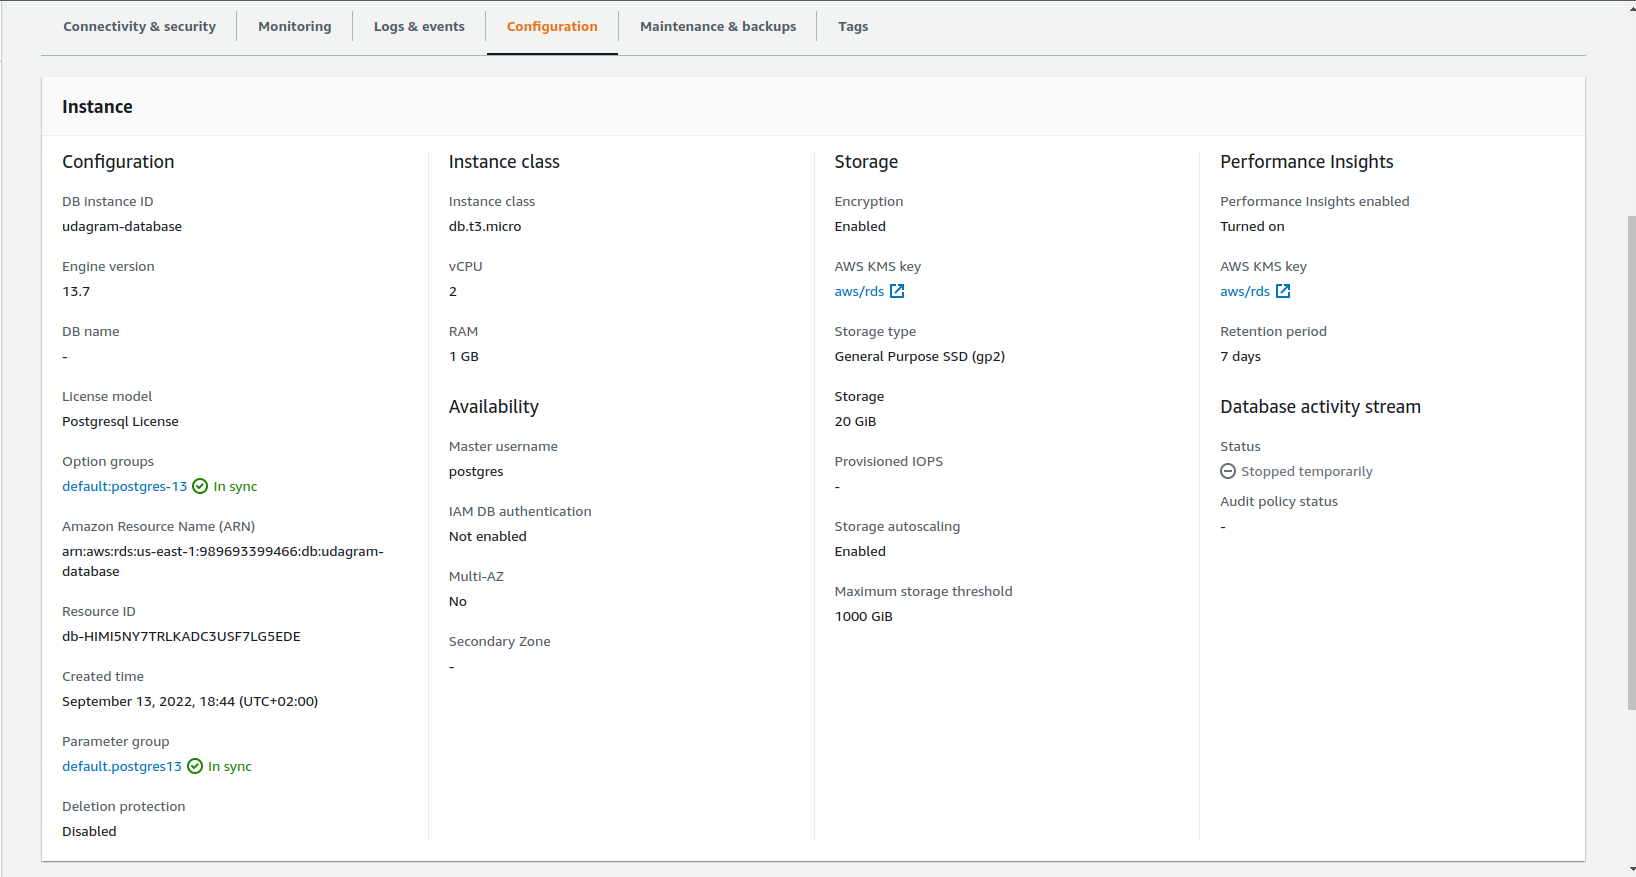 Connectivity & security
Monitoring
Logs & events
Configuration
Maintenance & backups
Tags
Instance
Configuration
DB instance ID
udagram-database
Engine version
13.7
DB name
-
License model
Postgresql License
Option groups
default:postgres-13 In sync
Amazon Resource Name (ARN)
arn:aws:rds:us-east-1:989693399466:db:udagram-
database
Resource ID
db-HIMI5NY7TRLKADC3USF7LG5EDE
Created time
September 13, 2022, 18:44 (UTC+02:00)
Parameter group
default.postgres13 In sync
Deletion protection
Disabled
Instance class
Instance class
db.t3.micro
vCPU
2
RAM
1 GB
Availability
Master username
postgres
IAM DB authentication
Not enabled
Multi-AZ
No
Secondary Zone
-
Storage
Encryption
Enabled
AWS KMS key
aws/rds
Storage type
General Purpose SSD (gp2)
Storage
20 GiB
Provisioned IOPS
-
Storage autoscaling
Enabled
Maximum storage threshold
1000 GiB
Performance Insights
Performance Insights enabled
Turned on
AWS KMS key
aws/rds
Retention period
7 days
Database activity stream
Status
Stopped temporarily
Audit policy status
-